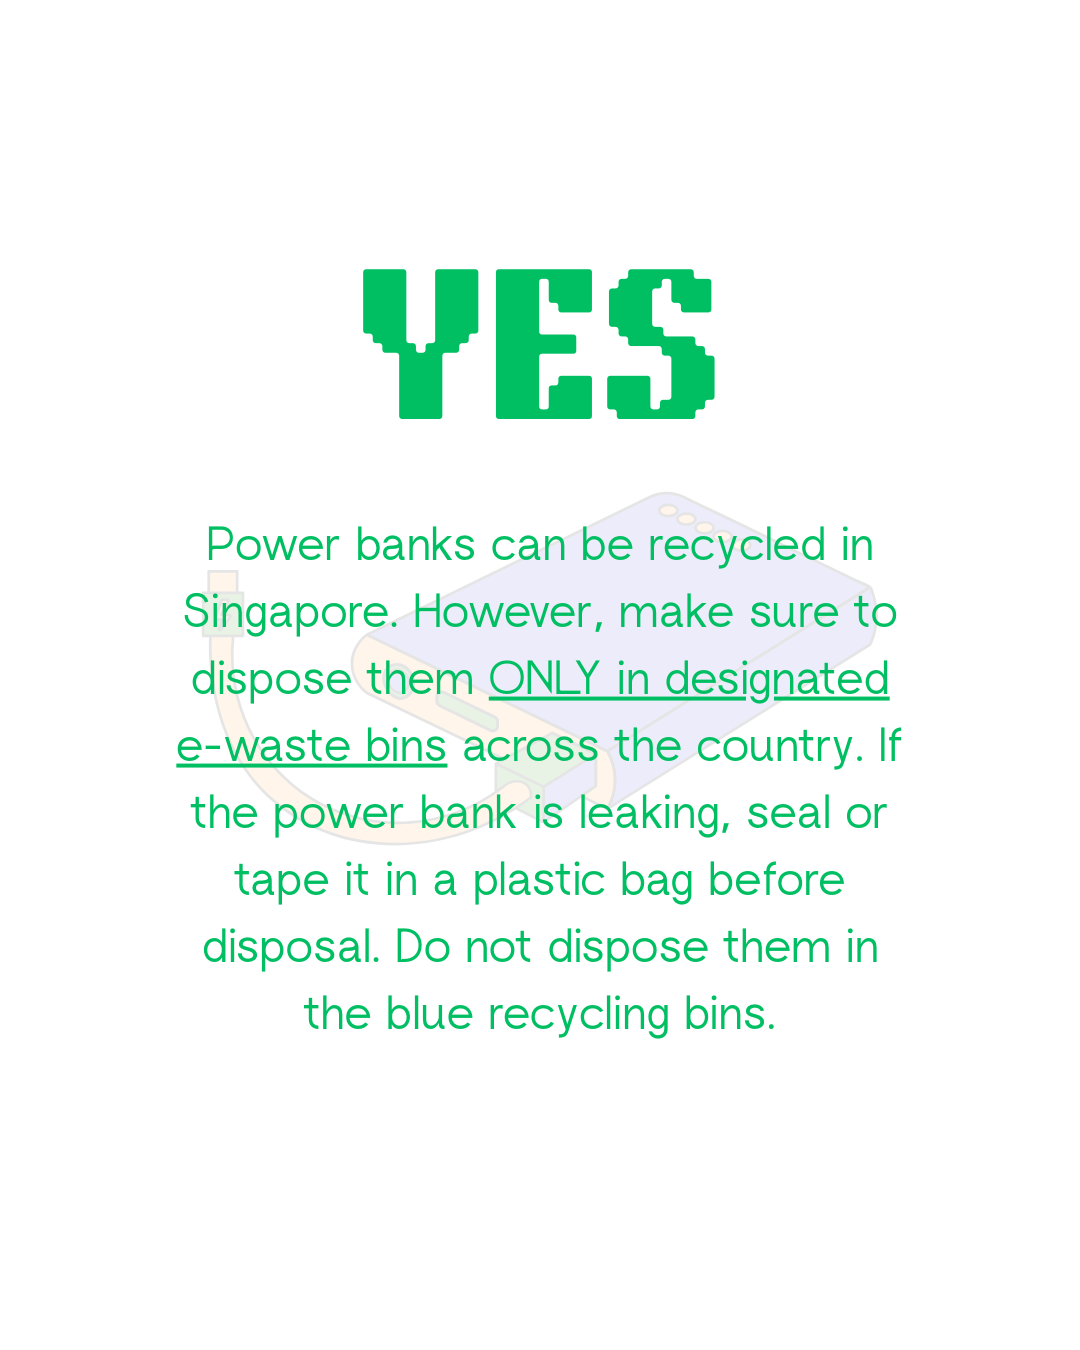 YES
Power banks can be recycled in
Singapore. However, make sure to
dispose them ONLY in designated
e-waste bins across the country. If
the power bank is leaking, seal or
tape it in a plastic bag before
disposal. Do not dispose them in
the blue recycling bins.